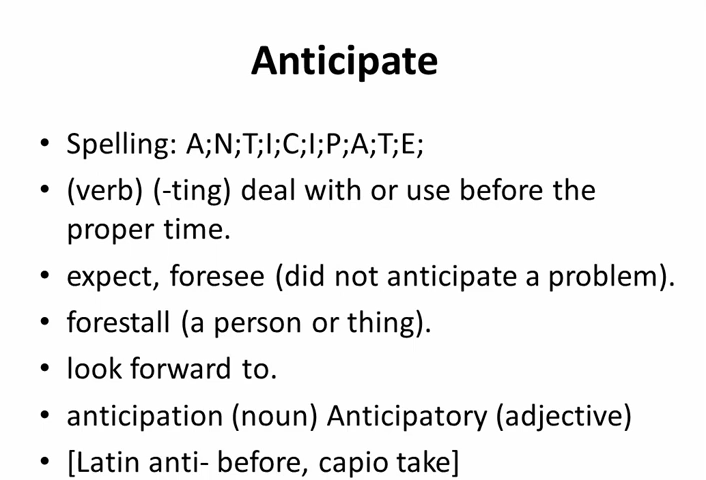 Anticipate
• Spelling: A;N;T;I;C;I;P;A;T;E;
• (verb) (-ting) deal with or use before the
proper time.
• expect, foresee (did not anticipate a problem).
• forestall (a person or thing).
• look forward to.
• anticipation (noun) Anticipatory (adjective)
• [Latin anti- before, capio take]